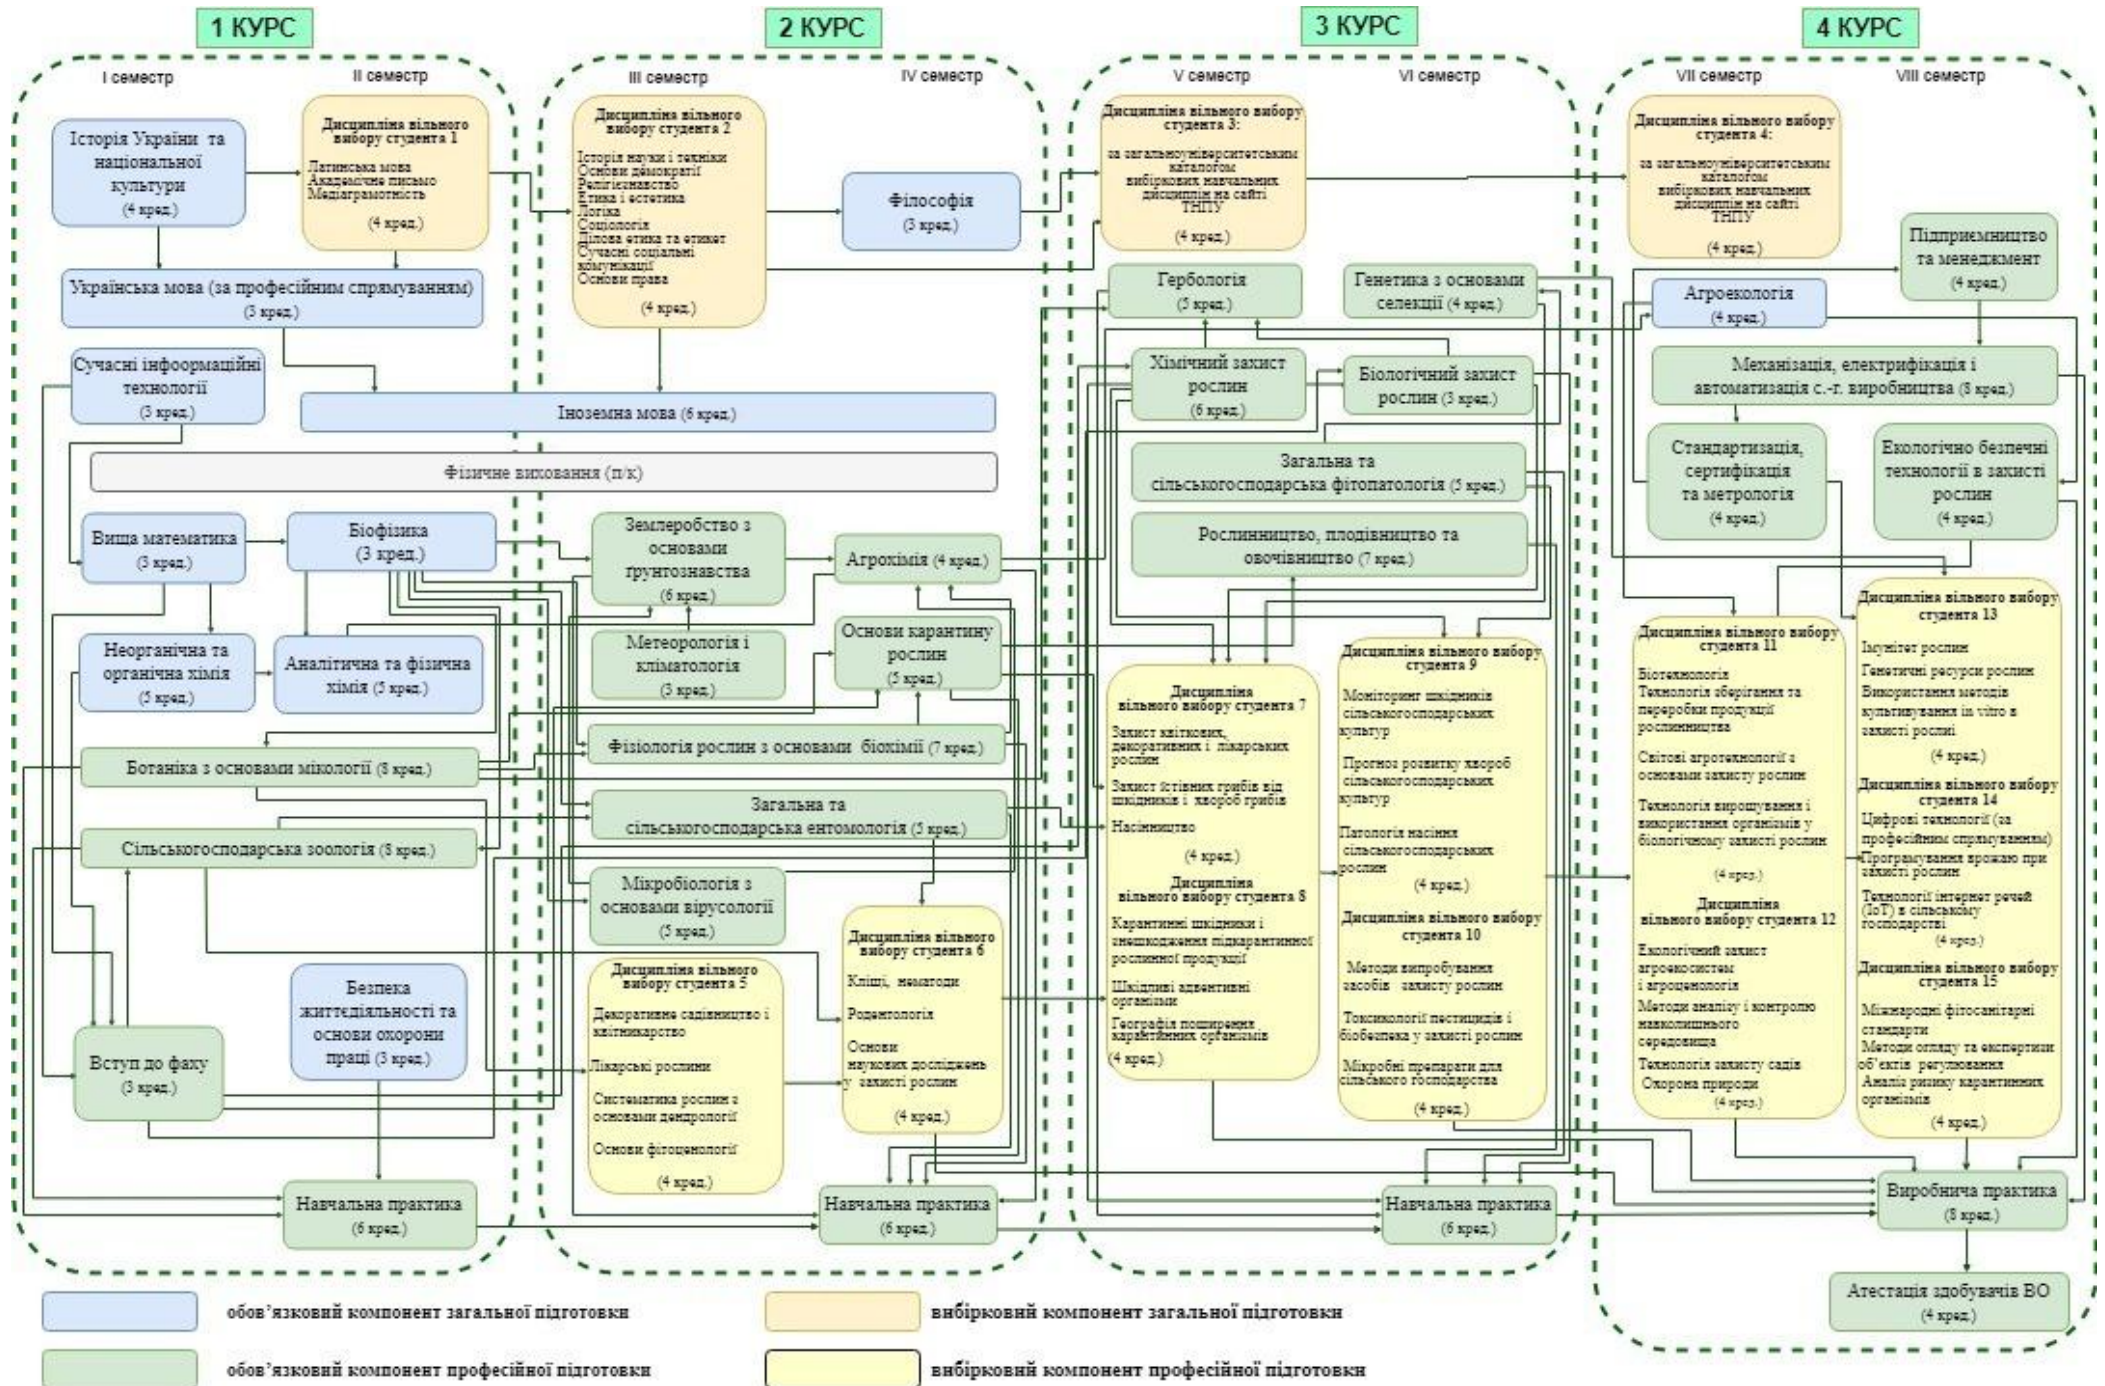 1 КУРС
2 КУРС
3 КУРС
4 КУРС
I семестр
II семестр
III семестр
IV семестр
V семестр
VI семестр
VII семестр
VIII семестр
Історія України та
національної
культури
(4 кред.)
Дисципліна вільного
вибору студента 1
Латинська мова
Академічне письмо
Медіаграмотність
(4 кред.)
Українська мова (за професійним спрямуванням)
(3 кред.)
Сучасні інфоормаційні
технології
(3 кред.)
Іноземна мова (6 кред.)
Фізичне виховання (п/к)
Вища математика
(3 кред.)
Біофізика
(3 кред.)
Неорганічна та
органічна хімія
(5 кред.)
Аналітична та фізична
хімія (5 кред.)
Ботаніка з основами мікології (8 кред.)
Сільськогосподарська зоологія (8 кред.)
Безпека
життєдіяльності та
основи охорони
праці (3 кред.)
Вступ до фаху
(3 кред.)
Навчальна практика
(6 кред.)
Дисципліна вільного
вибору студента 2
Історія науки і техніки
Основи демократії
Релігієзнавство
Етика і естетика
Логіка
Соціологія
Ділова етика та етикет
Сучасні соціальні
комунікації
Основи права
(4 кред.)
Філософія
(3 кред.)
Землеробство з
основами
ґрунтознавства
(6 кред.)
Агрохімія (4 кред.)
Метеорологія і
кліматологія
(3 кред.)
Основи карантину
рослин
(5 кред.)
Фізіологія рослин з основами біохімії (7 кред.)
Загальна та
сільськогосподарська ентомологія (5 кред.)
Мікробіологія з
основами вірусології
(5 кред.)
Дисципліна вільного
вибору студента 5
Декоративне садівництво і
квітникарство
Лікарські рослини
Систематика рослин з
основами дендрології
Основи фітоценології
(4 кред.)
Дисципліна вільного
вибору студента 6
Кліщі, нематоди
Родентологія
Основи
наукових досліджень
у захисті рослин
(4 кред.)
Навчальна практика
(6 кред.)
Дисципліна вільного вибору
студента 3:
за загальноуніверситетським
каталогом
вибіркових навчальних
дисциплін на сайті
ТНПУ
(4 кред.)
Гербологія
(5 кред.)
Генетика з основами
селекції (4 кред.)
Хімічний захист
рослин
(6 кред.)
Біологічний захист
рослин (3 кред.)
Загальна та
сільськогосподарська фітопатологія (5 кред.)
Рослинництво, плодівництво та
овочівництво (7 кред.)
Дисципліна
вільного вибору студента 7
Захист квіткових,
декоративних і лікарських
рослин
Захист їстівних грибів від
шкідників і хвороб грибів
Насінництво
(4 кред.)
Дисципліна
вільного вибору студента 8
Карантинні шкідники і
знешкодження підкарантинної
рослинної продукції
Шкідливі адвентивні
організми
Географія поширення
карантинних організмів
(4 кред.)
Дисципліна вільного вибору
студента 9
Моніторинг шкідників
сільськогосподарських
культур
Прогноз розвитку хвороб
сільськогосподарських
культур
Патологія насіння
сільськогосподарських
рослин
(4 кред.)
Дисципліна вільного вибору
студента 10
Методи випробування
засобів захисту рослин
Токсикології пестицидів і
біобезпека у захисті рослин
Мікробні препарати для
сільського господарства
(4 кред.)
Навчальна практика
(6 кред.)
Дисципліна вільного вибору
студента 4:
за загальноуніверситетським
каталогом
вибіркових навчальних
дисциплін на сайті
ТНПУ
(4 кред.)
Підприємництво
та менеджмент
(4 кред.)
Агроекологія
(4 кред.)
Механізація, електрифікація і
автоматизація с.-г. виробництва (8 кред.)
Стандартизація,
сертифікація
та метрологія
(4 кред.)
Екологічно безпечні
технології в захисті
рослин
(4 кред.)
Дисципліна вільного вибору
студента 11
Біотехнологія
Технологія зберігання та
переробки продукції
рослинництва
Світові агротехнології з
основами захисту рослин
Технологія вирощування і
використання організмів у
біологічному захисті рослин
(4 кред.)
Дисципліна
вільного вибору студента 12
Екологічний захист
агроекосистем
і агроценологія
Методи аналізу і контролю
навколишнього
середовища
Технологія захисту садів
Охорона природи
(4 кред.)
Дисципліна вільного вибору
студента 13
Імунітет рослин
Генетичні ресурси рослин
Використання методів
культивування in vitro в
захисті рослиі
(4 кред.)
Дисципліна вільного вибору
студента 14
Цифрові технології (за
професійним спрямуванням)
Програмування врожаю при
захисті рослин
Технології інтернет речей
(IoT) в сільському
господарстві
(4 кред.)
Дисципліна вільного вибору
студента 15
Міжнародні фітосанітарні
стандарти
Методи огляду та експертизи
об’єктів регулювання
Аналіз ризику карантинних
організмів
(4 кред.)
Виробнича практика
(8 кред.)
Атестація здобувачів ВО
(4 кред.)
обов’язковий компонент загальної підготовки
вибірковий компонент загальної підготовки
обов’язковий компонент професійної підготовки
вибірковий компонент професійної підготовки